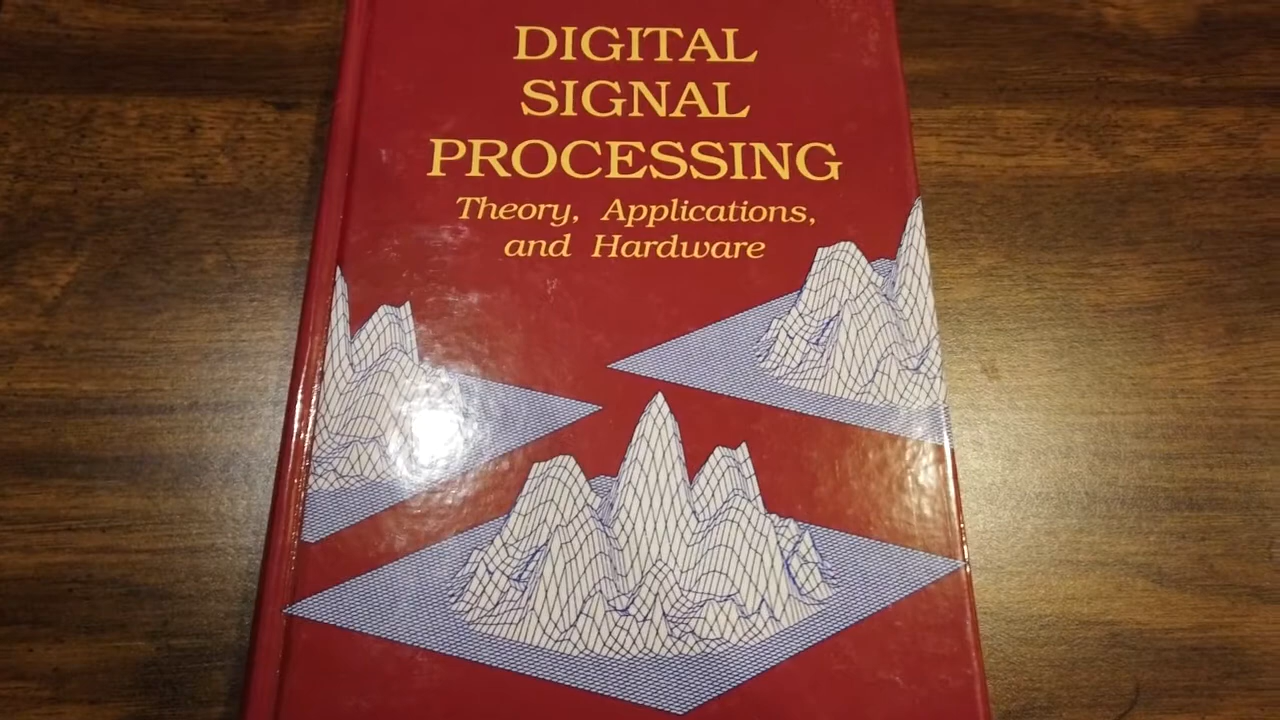 DIGITAL
SIGNAL
PROCESSING
Theory, Applications,
and Hardware